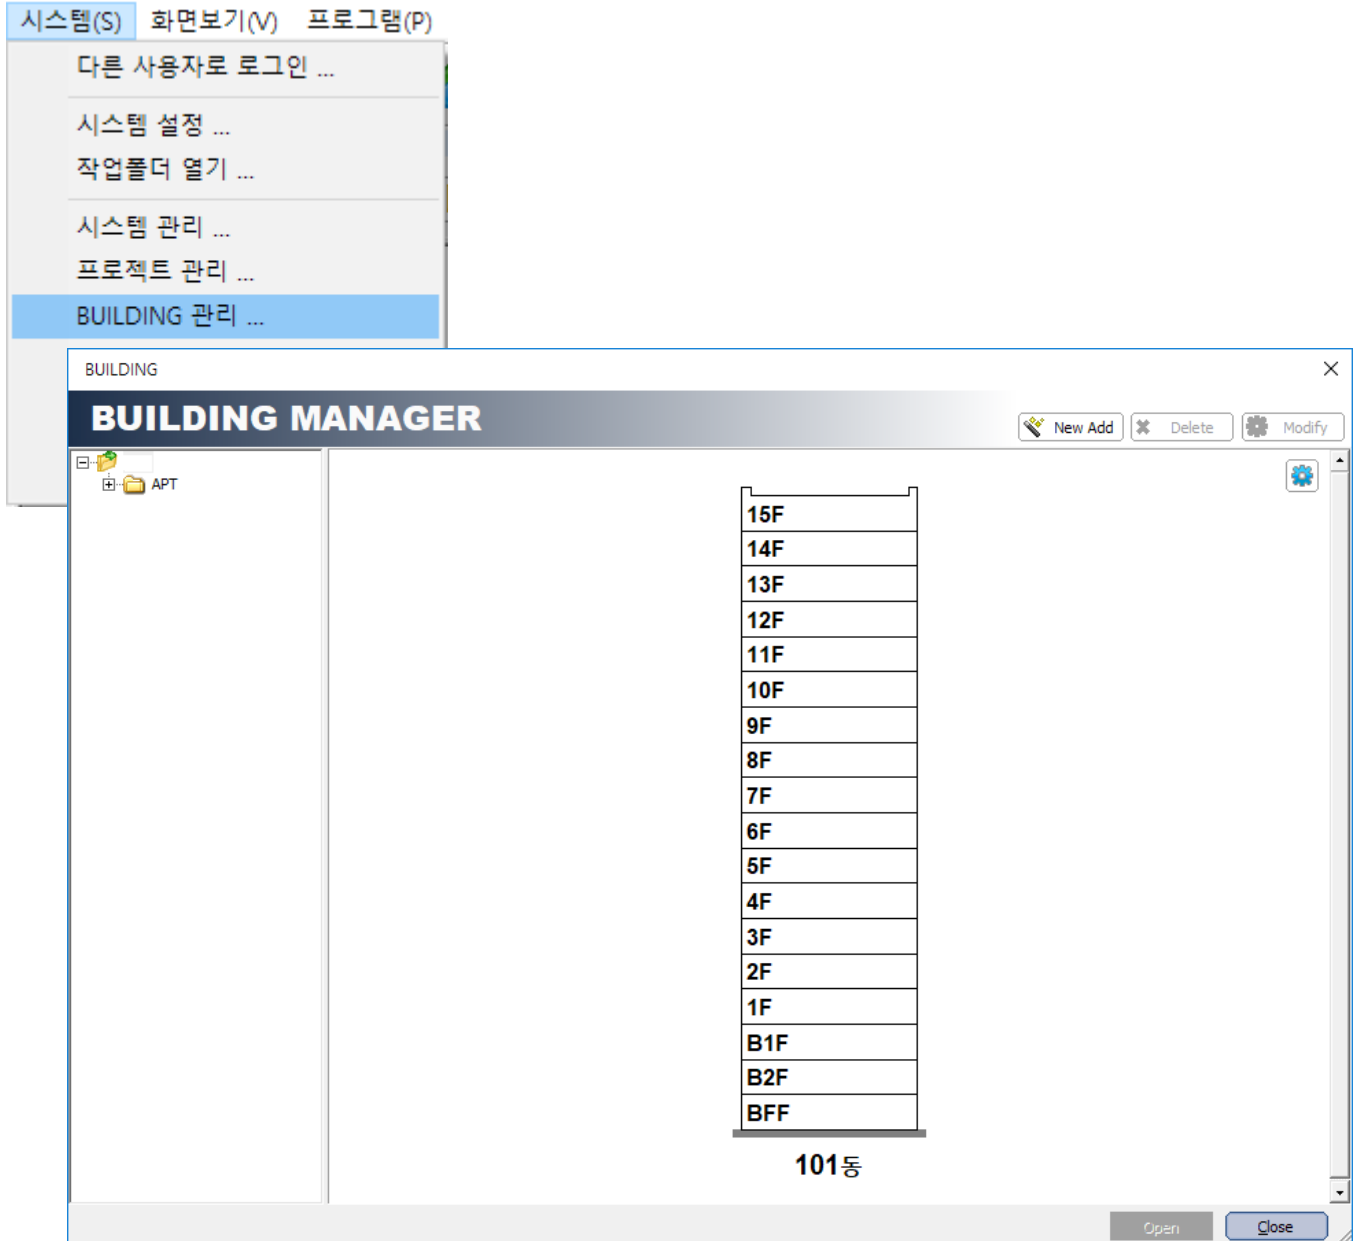 시스템(S) 화면보기(V) 프로그램(P)
다른 사용자로 로그인 ...
시스템 설정 ...
작업폴더 열기 ...
시스템 관리 ...
프로젝트 관리 ...
BUILDING 관리 ...
BUILDING
BUILDING MANAGER
New Add Delete Modify
APT
15F
14F
13F
12F
11F
10F
9F
8F
7F
6F
5F
4F
3F
2F
1F
B1F
B2F
BFF
101동
Open Close